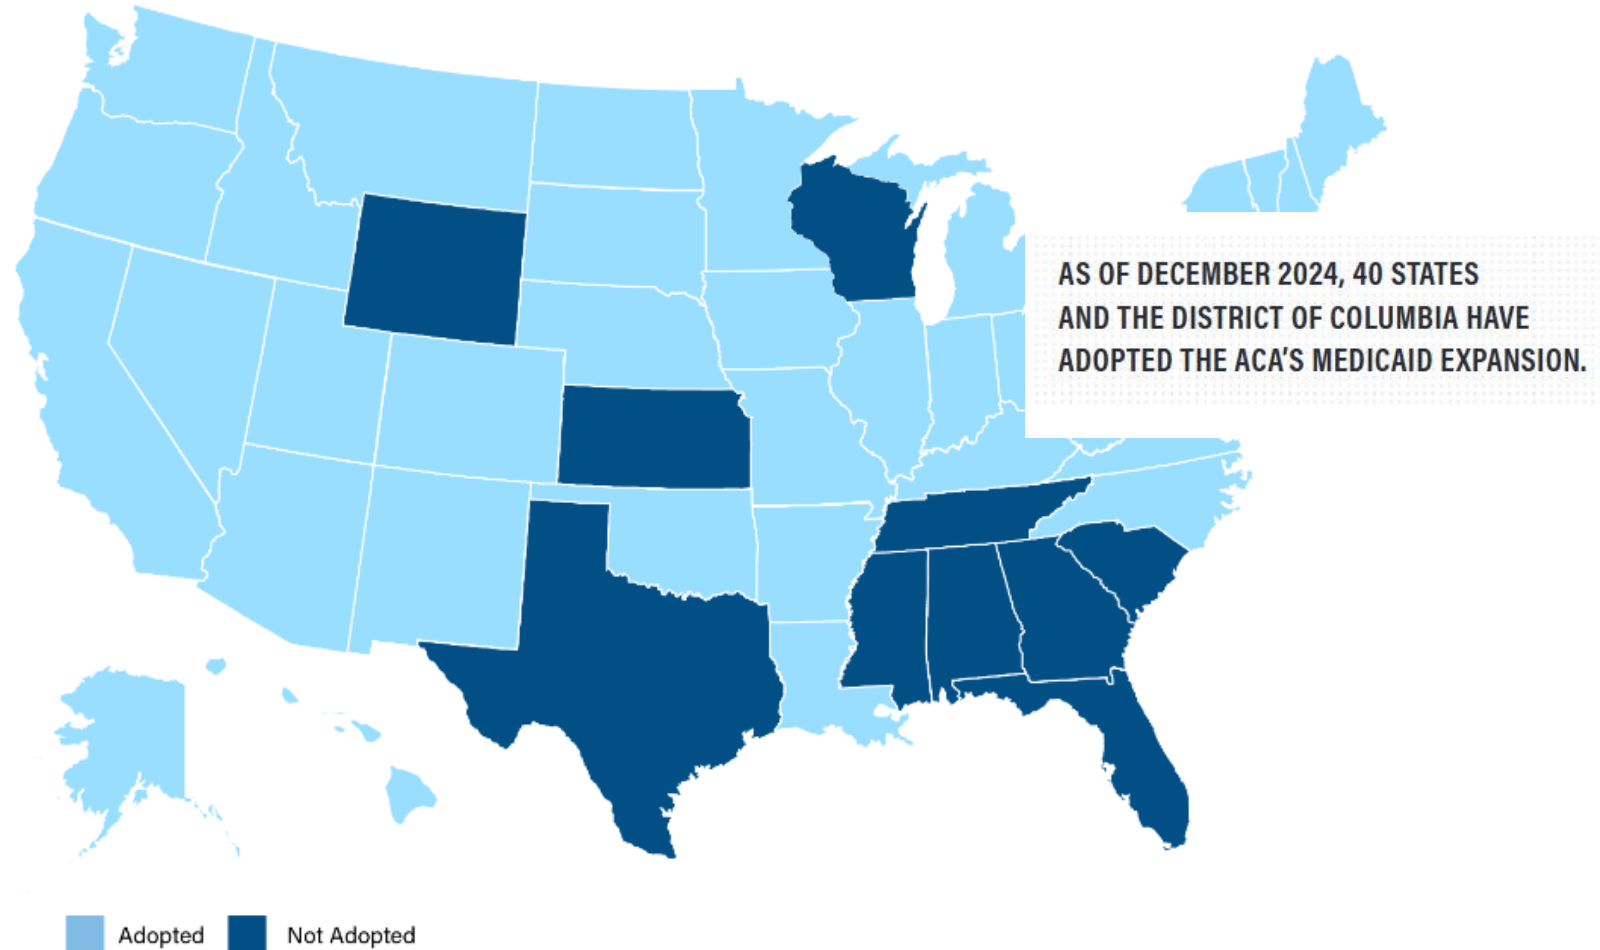 AS OF DECEMBER 2024, 40 STATES
AND THE DISTRICT OF COLUMBIA HAVE
ADOPTED THE ACA'S MEDICAID EXPANSION.
Adopted
Not Adopted